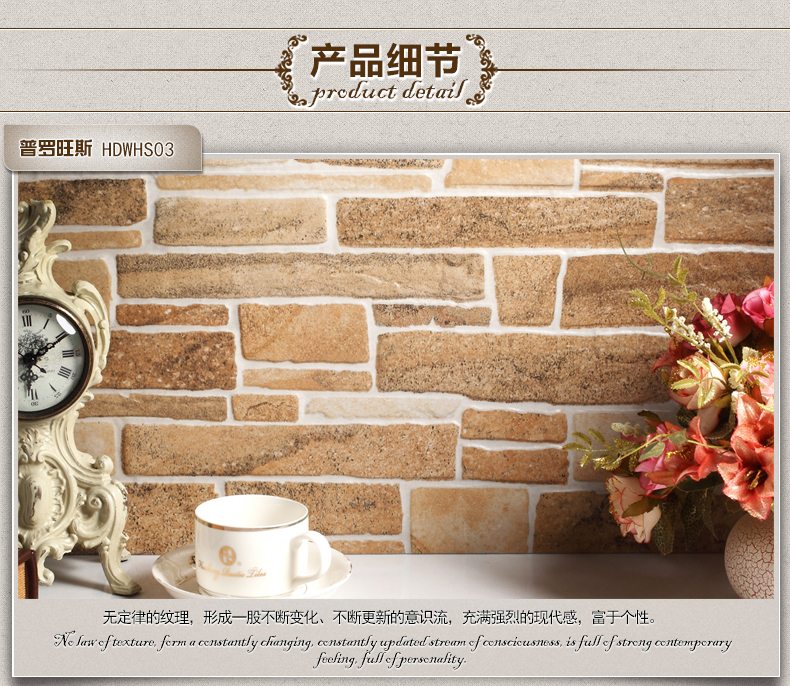 产品细节
product detail
普罗旺斯 HDWHS03
无定律的纹理，形成一股不断变化、不断更新的意识流，充满强烈的现代感，富于个性。
No law of texture, form a constantly changing, constantly updated stream of consciousness, is full of strong contemporary
feeling, full of personality.